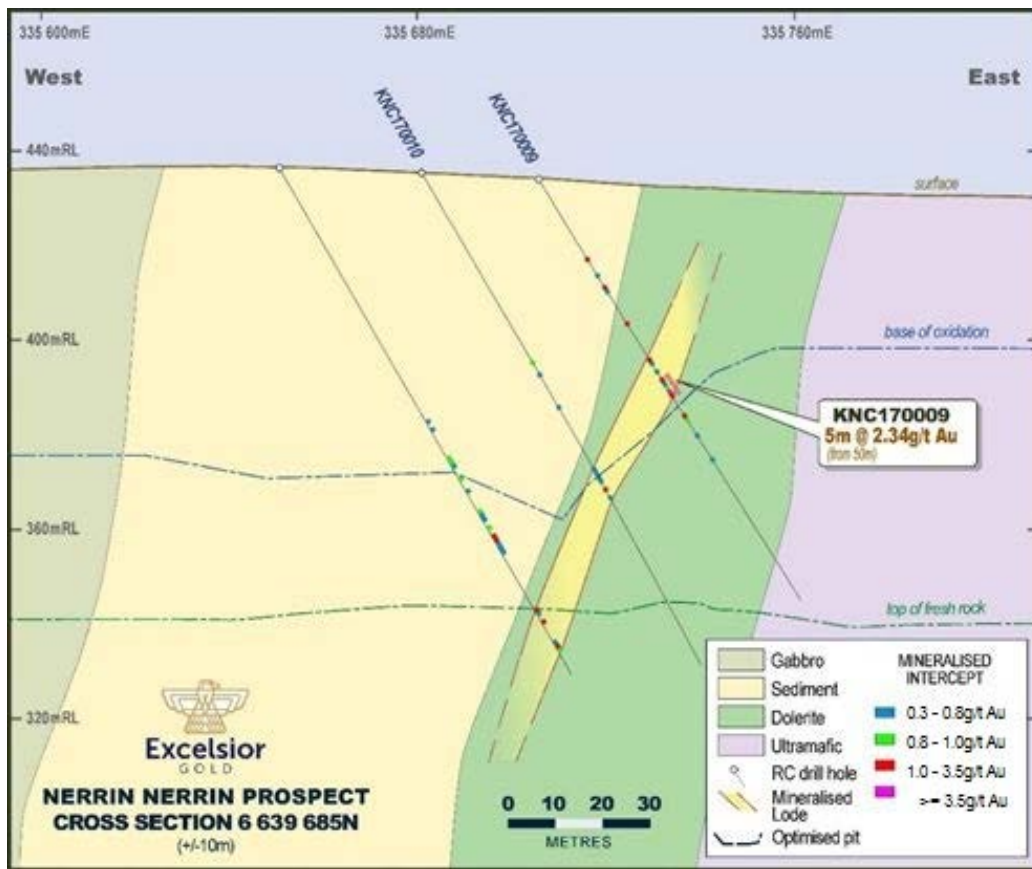 335 600mE
335 680mE
335 760mE
West
East
KNC170010
KNC170009
440mRL
surface
400mRL
base of oxidation
KNC170009
5m @ 2.34g/t Au
(from 50m)
360mRL
top of fresh rock
320mRL
Excelsior
GOLD
NERRIN NERRIN PROSPECT
CROSS SECTION 6 639 685N
(+/-10m)
0 10 20 30
METRES
Gabbro
Sediment
Dolerite
Ultramafic
RC drill hole
Mineralised
Lode
Optimised pit
MINERALISED
INTERCEPT
0.3 - 0.8g/t Au
0.8 - 1.0g/t Au
1.0 - 3.5g/t Au
>= 3.5g/t Au